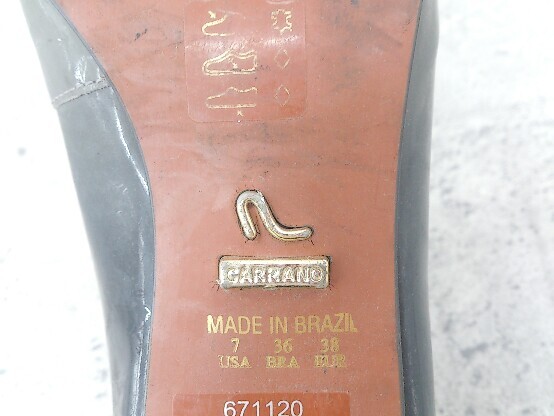 CARRANO
MADE IN BRAZIL
7 36 38
USA BRA EUR
671120